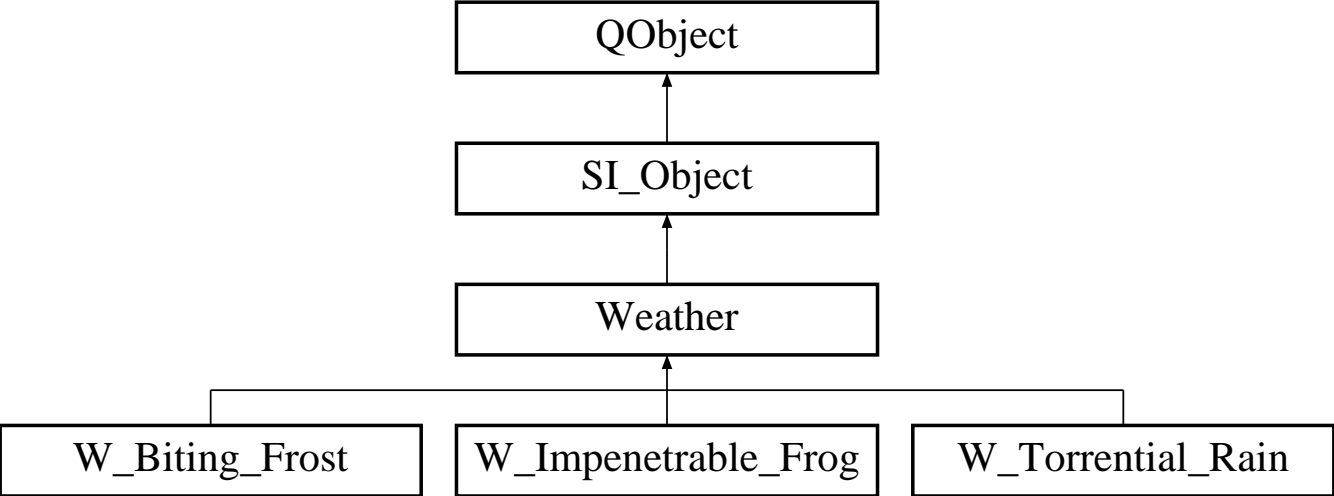 QObject
SI_Object
Weather
W_Biting_Frost
W_Impenetrable_Frog
W_Torrential_Rain